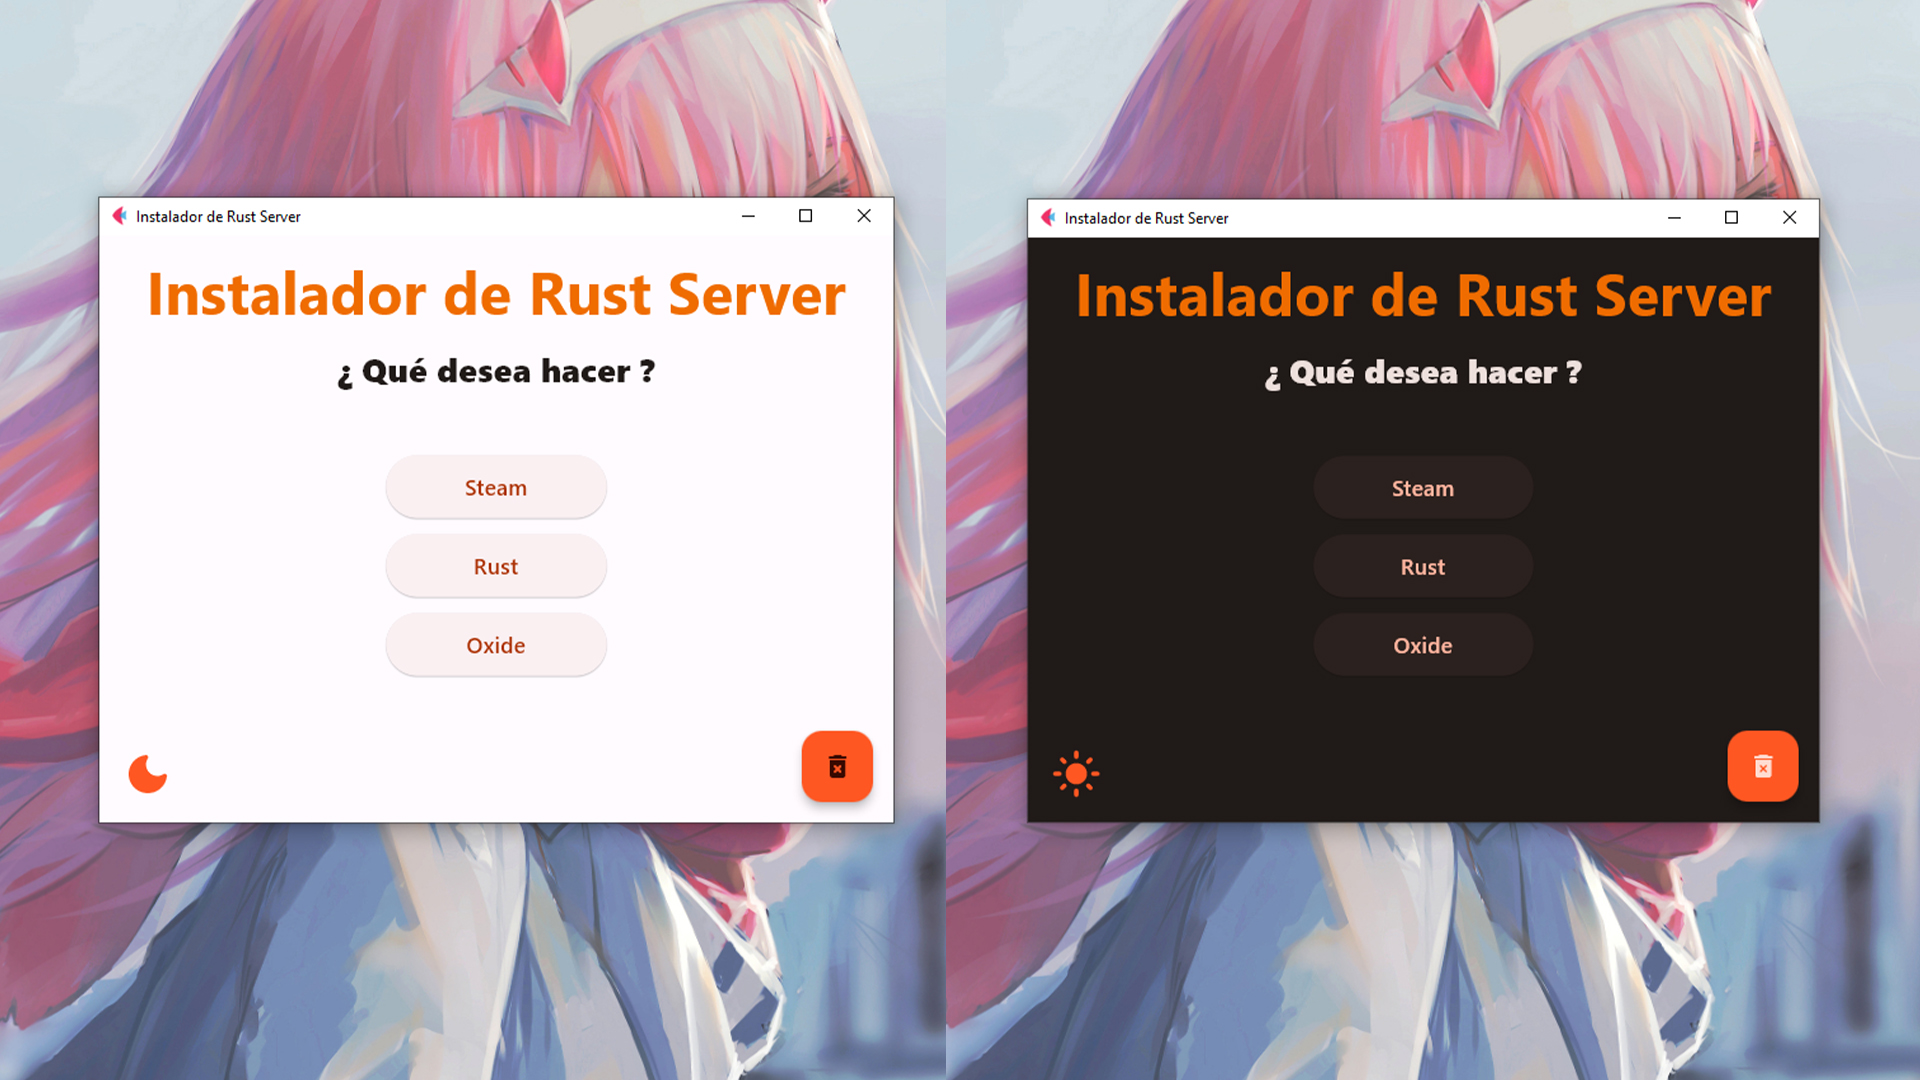 Instalador de Rust Server
Instalador de Rust Server
¿ Qué desea hacer ?
Steam
Rust
Oxide
Instalador de Rust Server
Instalador de Rust Server
¿ Qué desea hacer ?
Steam
Rust
Oxide